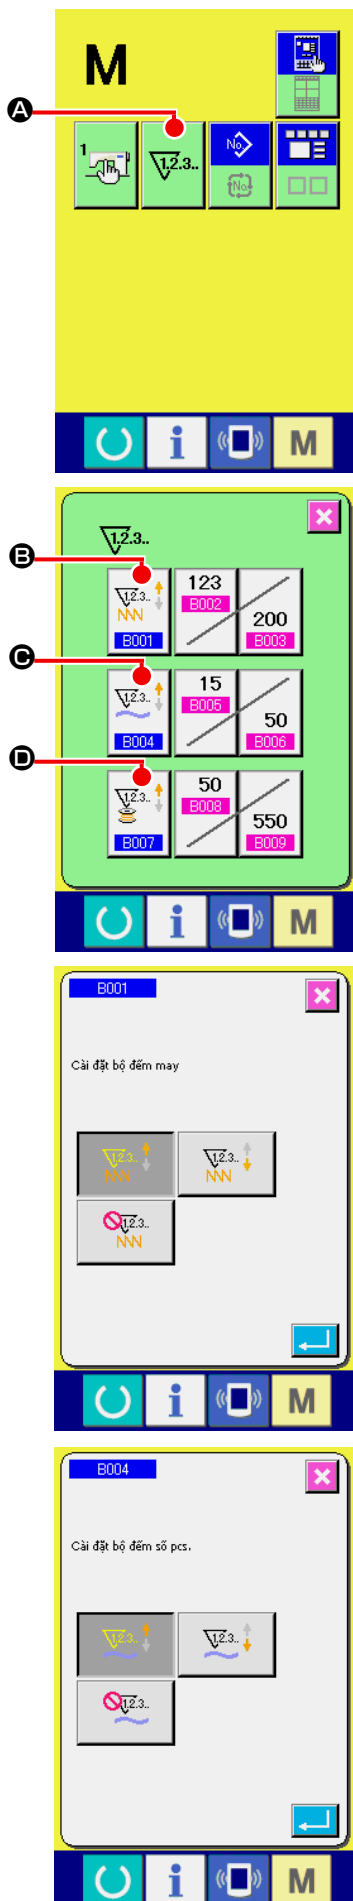 M
A
1
1.2.3..
No.
No.
i
M
1.2.3..
B
1.2.3..
B001
123
B002
200
B003
C
1.2.3..
B004
15
B005
50
B006
D
1.2.3..
B007
50
B008
550
B009
i
M
B001
Cài đặt bộ đếm may
1.2.3..
1.2.3..
1.2.3..
i
M
B004
Cài đặt bộ đếm số pcs.
1.2.3..
1.2.3..
1.2.3..
i
M